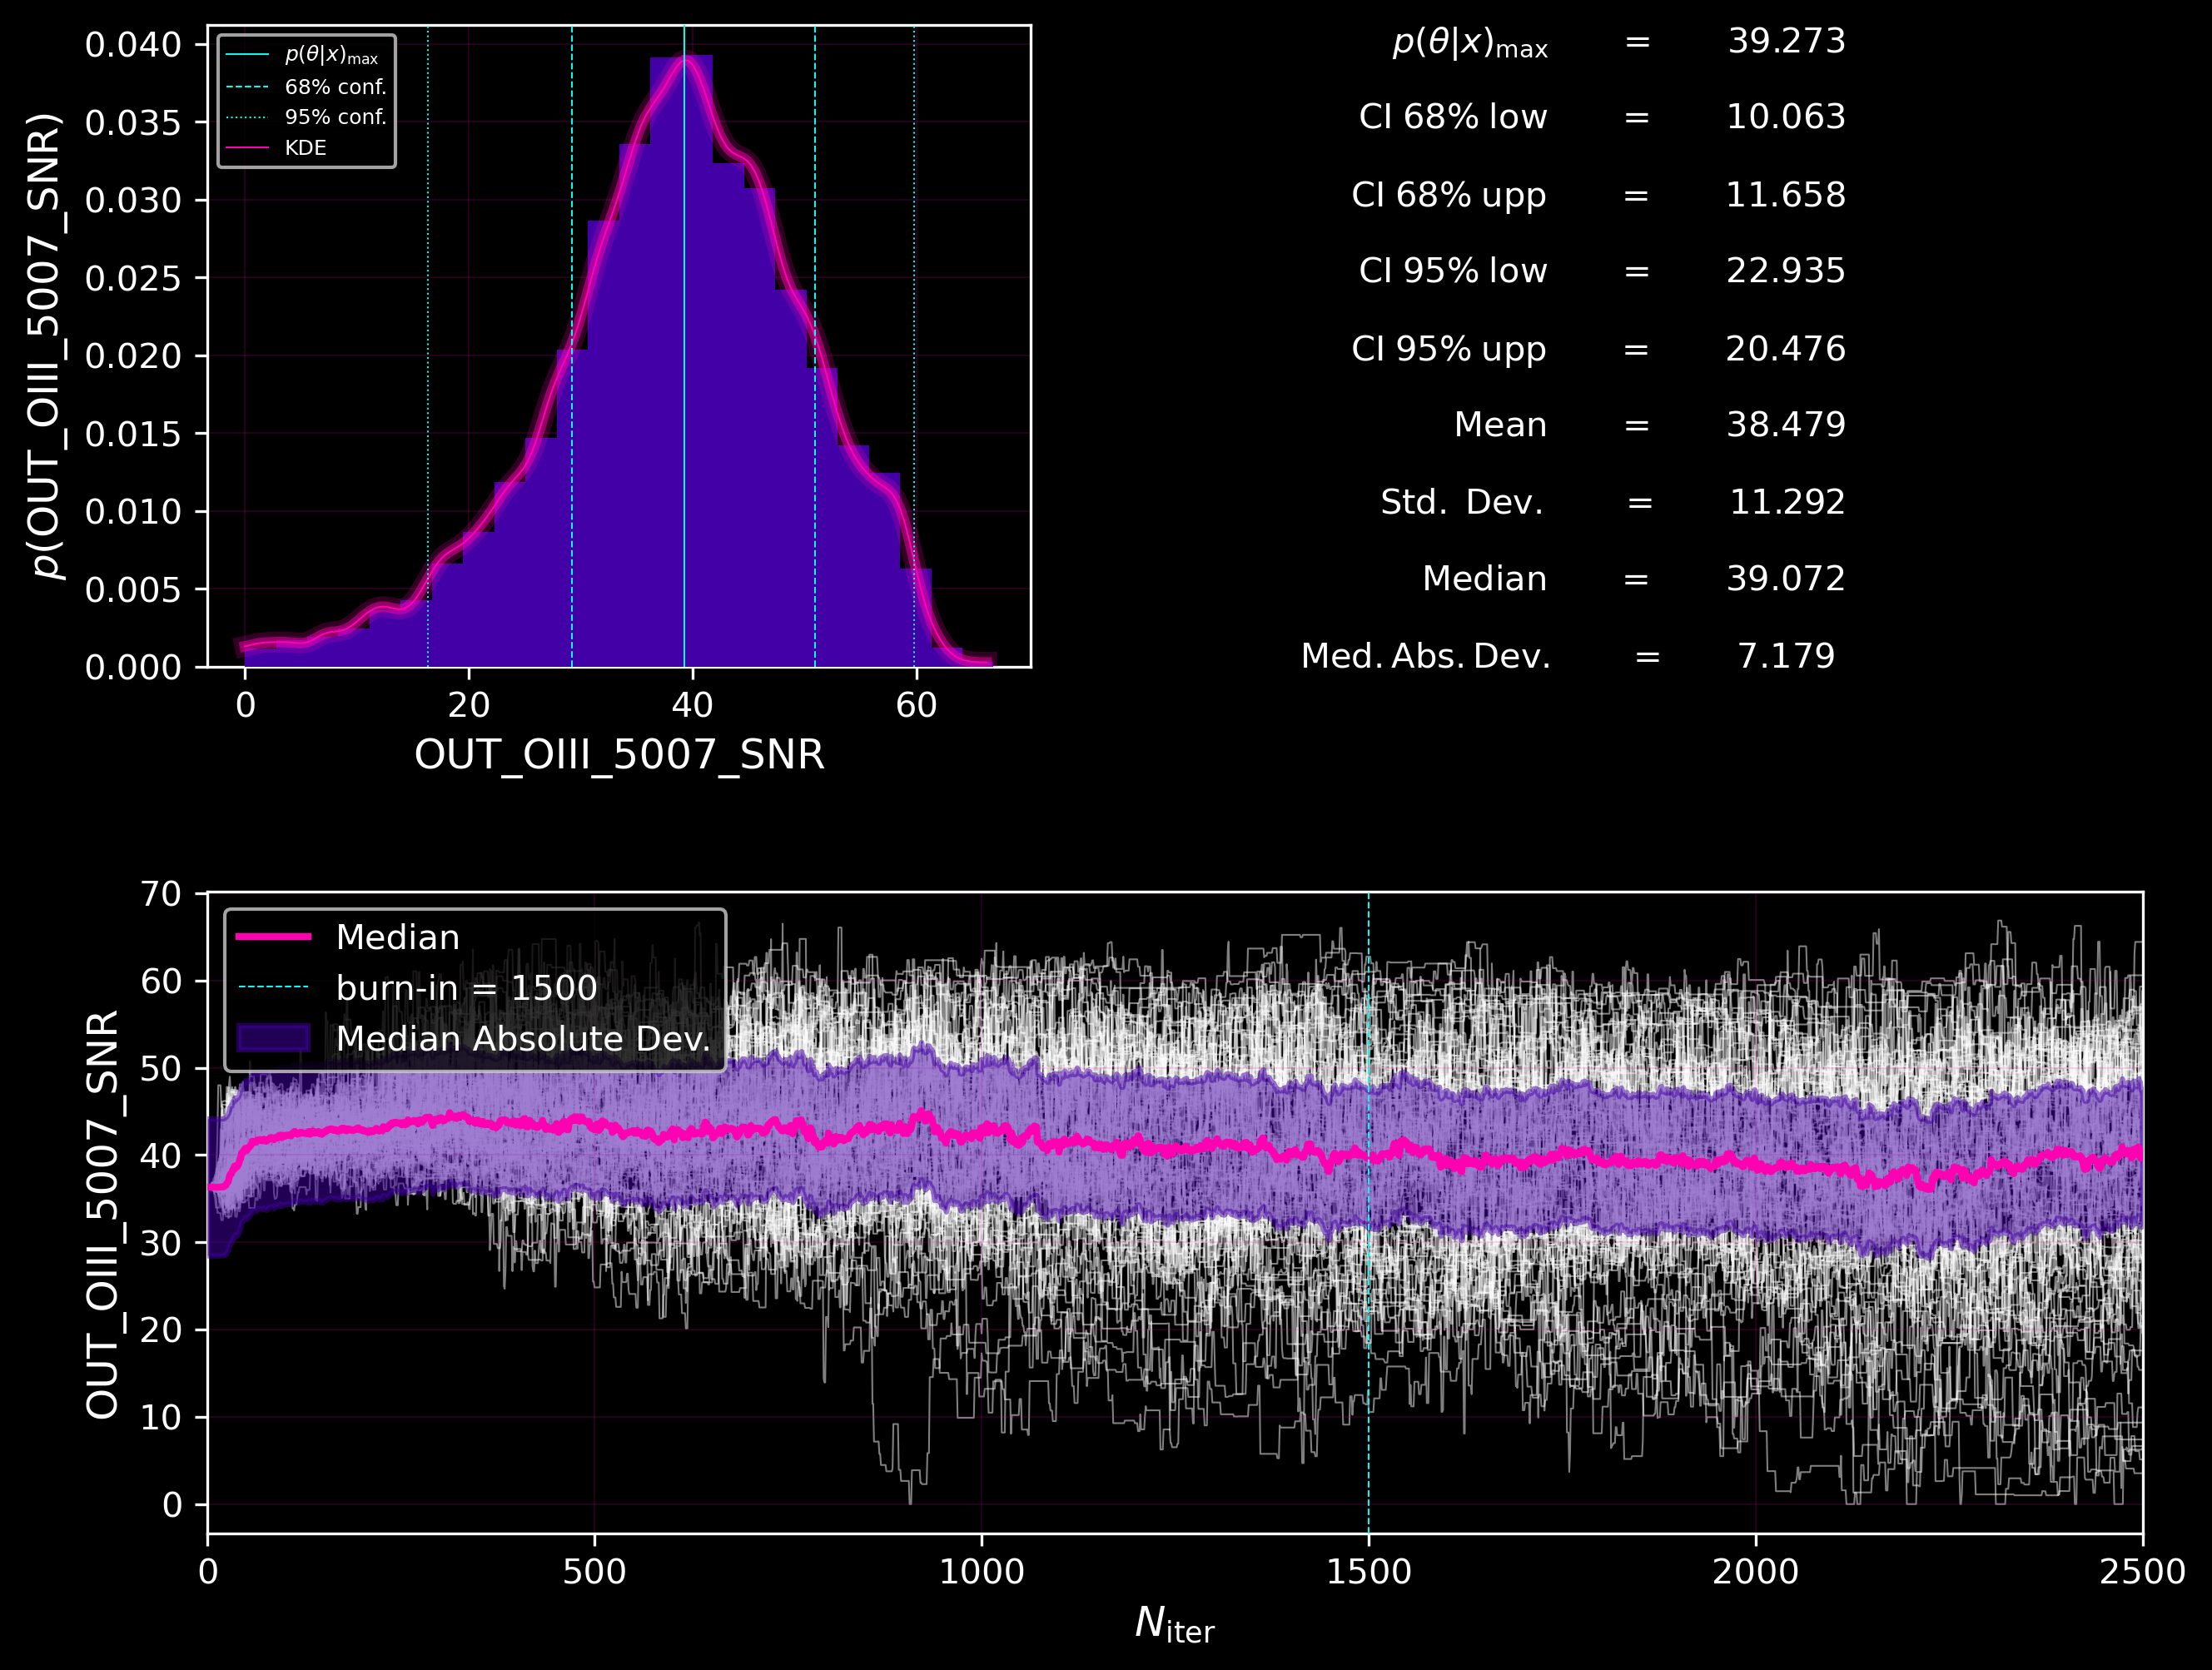 0.040
0.035
0.030
0.025
0.020
0.015
0.010
0.005
0.000
p(OUT_OIII_5007_SNR)
p(θ|x)max
68% conf.
95% conf.
KDE
0 20 40 60
OUT_OIII_5007_SNR
p(θ|x)max = 39.273
CI 68% low = 10.063
CI 68% upp = 11.658
CI 95% low = 22.935
CI 95% upp = 20.476
Mean = 38.479
Std. Dev. = 11.292
Median = 39.072
Med. Abs. Dev. = 7.179
70
60
50
40
30
20
10
0
OUT_OIII_5007_SNR
Median
burn-in = 1500
Median Absolute Dev.
0 500 1000 1500 2000 2500
Niter